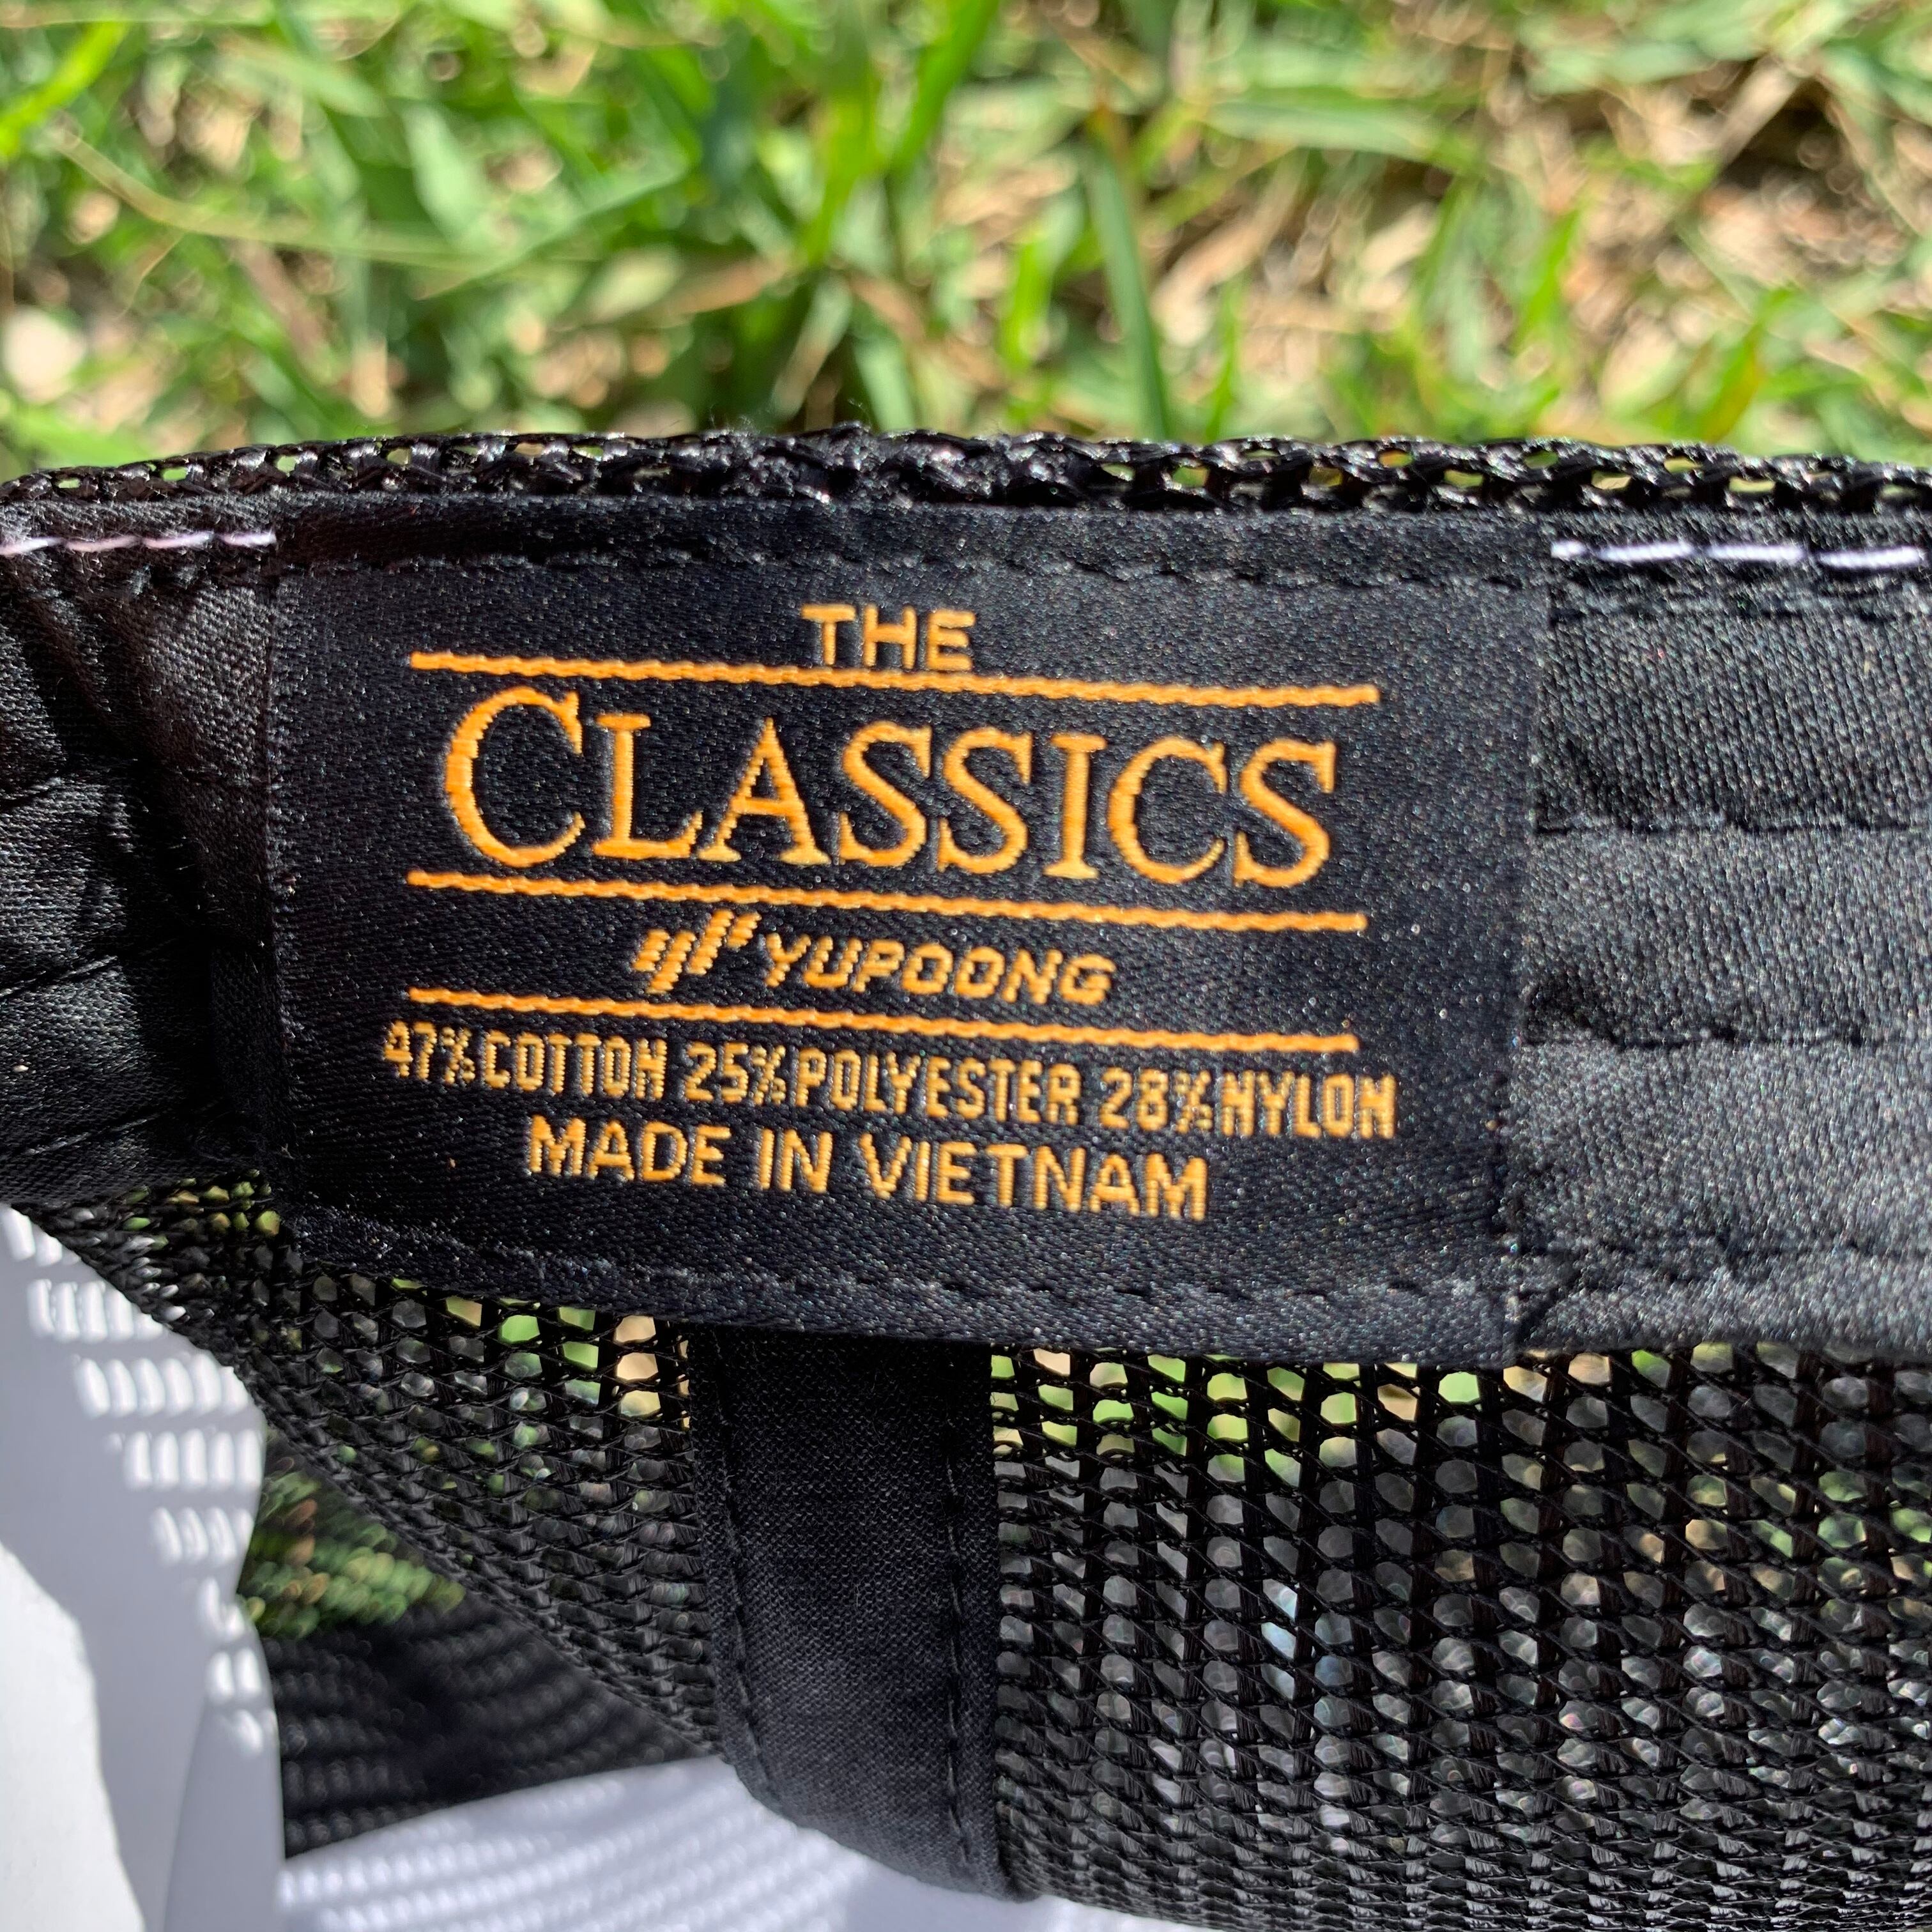 THE
CLASSICS
YUPOONG
47% COTTON 25% POLYESTER 28% NYLON
MADE IN VIETNAM